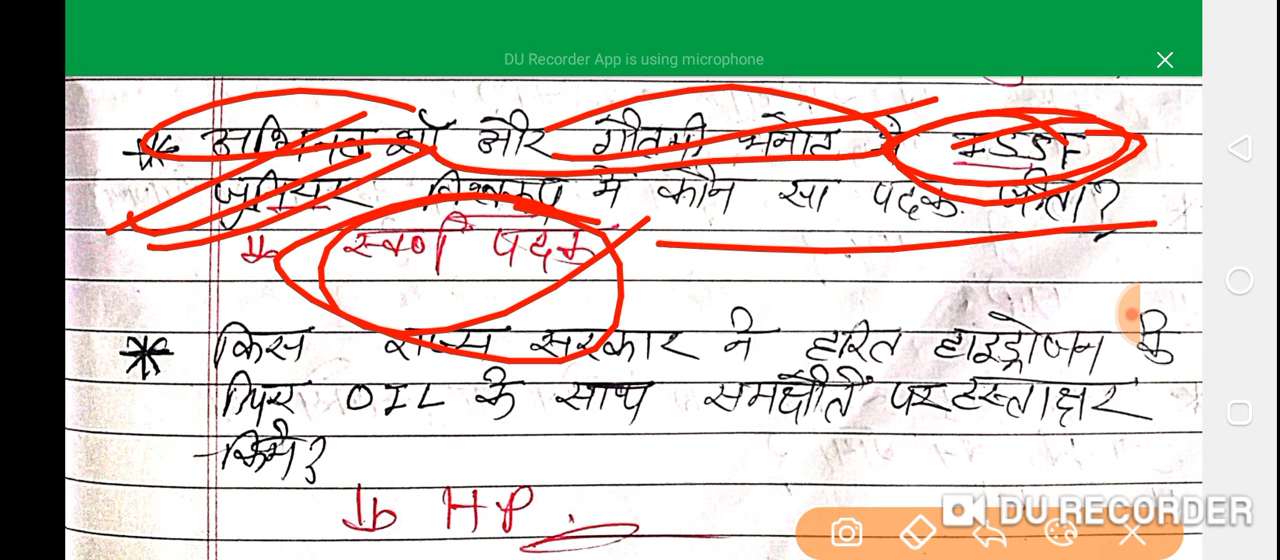 DU Recorder App is using microphone
* अभिनव शॉ और गौतमी भनोट ने ISSF
जुनियर विश्वकप में कौन सा पदक जीता?
स्वर्ण पदक
* किस राज्य सरकार ने हरित हाइड्रोजन के
लिए OIL के साथ समझौते पर हस्ताक्षर
किये?
HP.
DU RECORDER